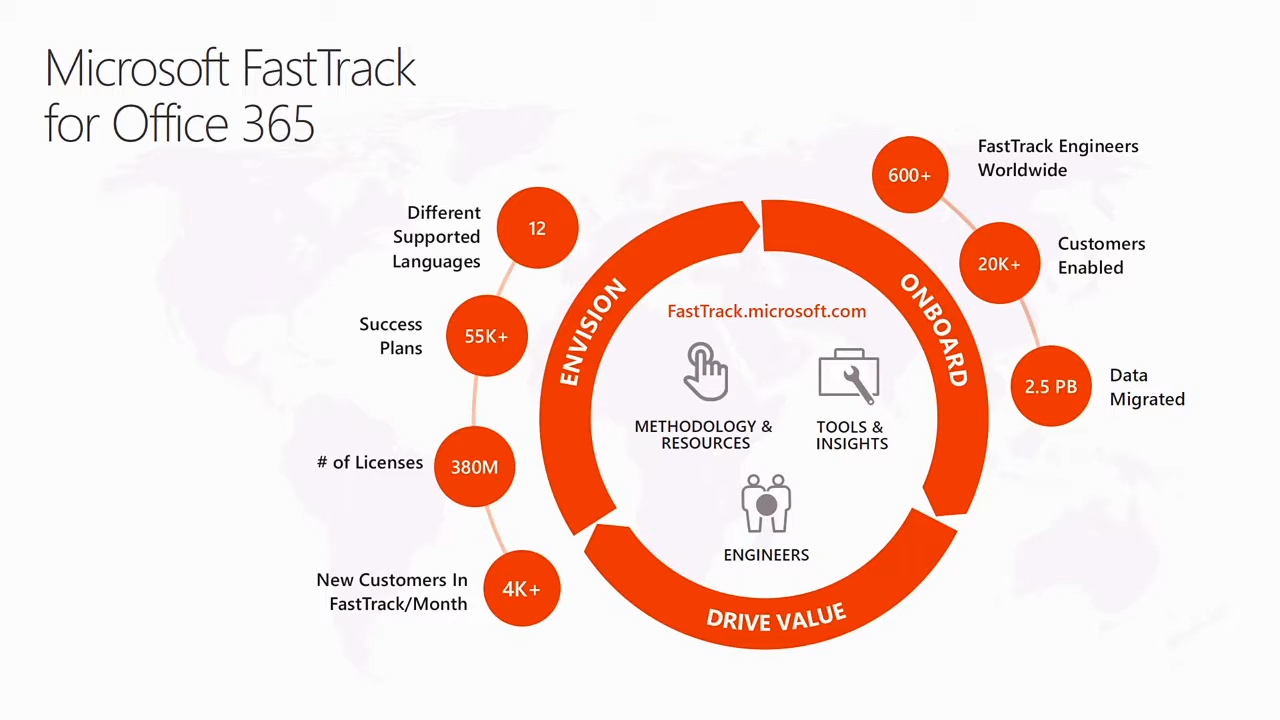 Microsoft FastTrack
for Office 365
Different
Supported
Languages
12
Success
Plans
55K+
# of Licenses
380M
New Customers In
FastTrack/Month
4K+
ENVISION
ONBOARD
DRIVE VALUE
FastTrack.microsoft.com
METHODOLOGY &
RESOURCES
TOOLS &
INSIGHTS
ENGINEERS
600+
FastTrack Engineers
Worldwide
20K+
Customers
Enabled
2.5 PB
Data
Migrated